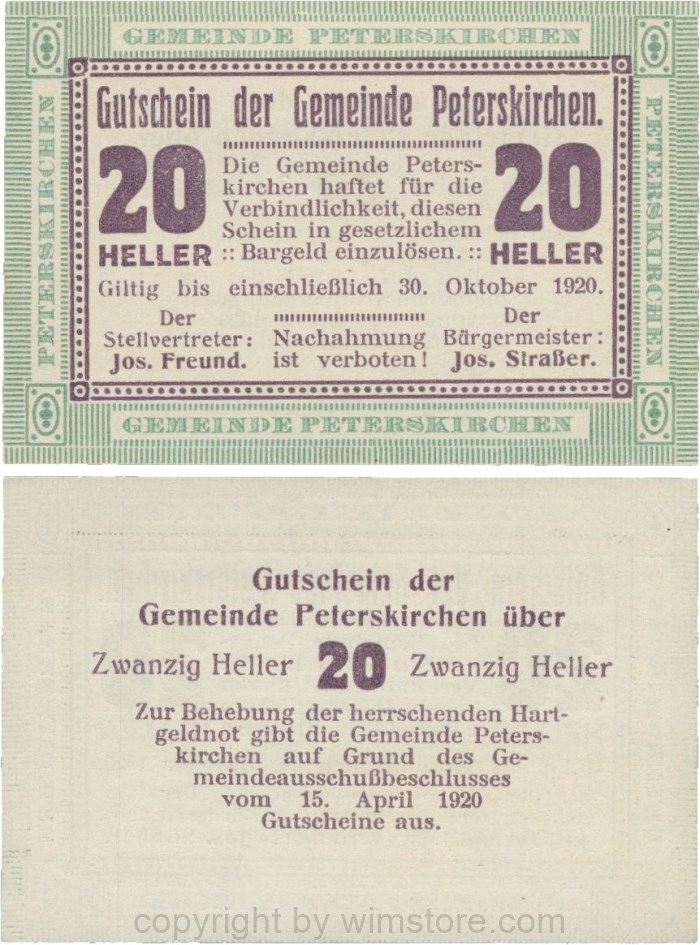 GEMEINDE PETERSKIRCHEN
PETERSKIRCHEN
PETERSKIRCHEN
Gutschein der Gemeinde Peterskirchen.
20
HELLER
Die Gemeinde Peters-
kirchen haftet für die
Verbindlichkeit, diesen
Schein in gesetzlichem
:: Bargeld einzulösen. ::
20
HELLER
Giltig bis einschließlich 30. Oktober 1920.
Der
Stellvertreter:
Jos. Freund.
Nachahmung
ist verboten!
Der
Bürgermeister:
Jos. Straßer.
GEMEINDE PETERSKIRCHEN
Gutschein der
Gemeinde Peterskirchen über
Zwanzig Heller 20 Zwanzig Heller
Zur Behebung der herrschenden Hart-
geldnot gibt die Gemeinde Peters-
kirchen auf Grund des Ge-
meindeausschußbeschlusses
vom 15. April 1920
Gutscheine aus.
copyright by wimstore.com